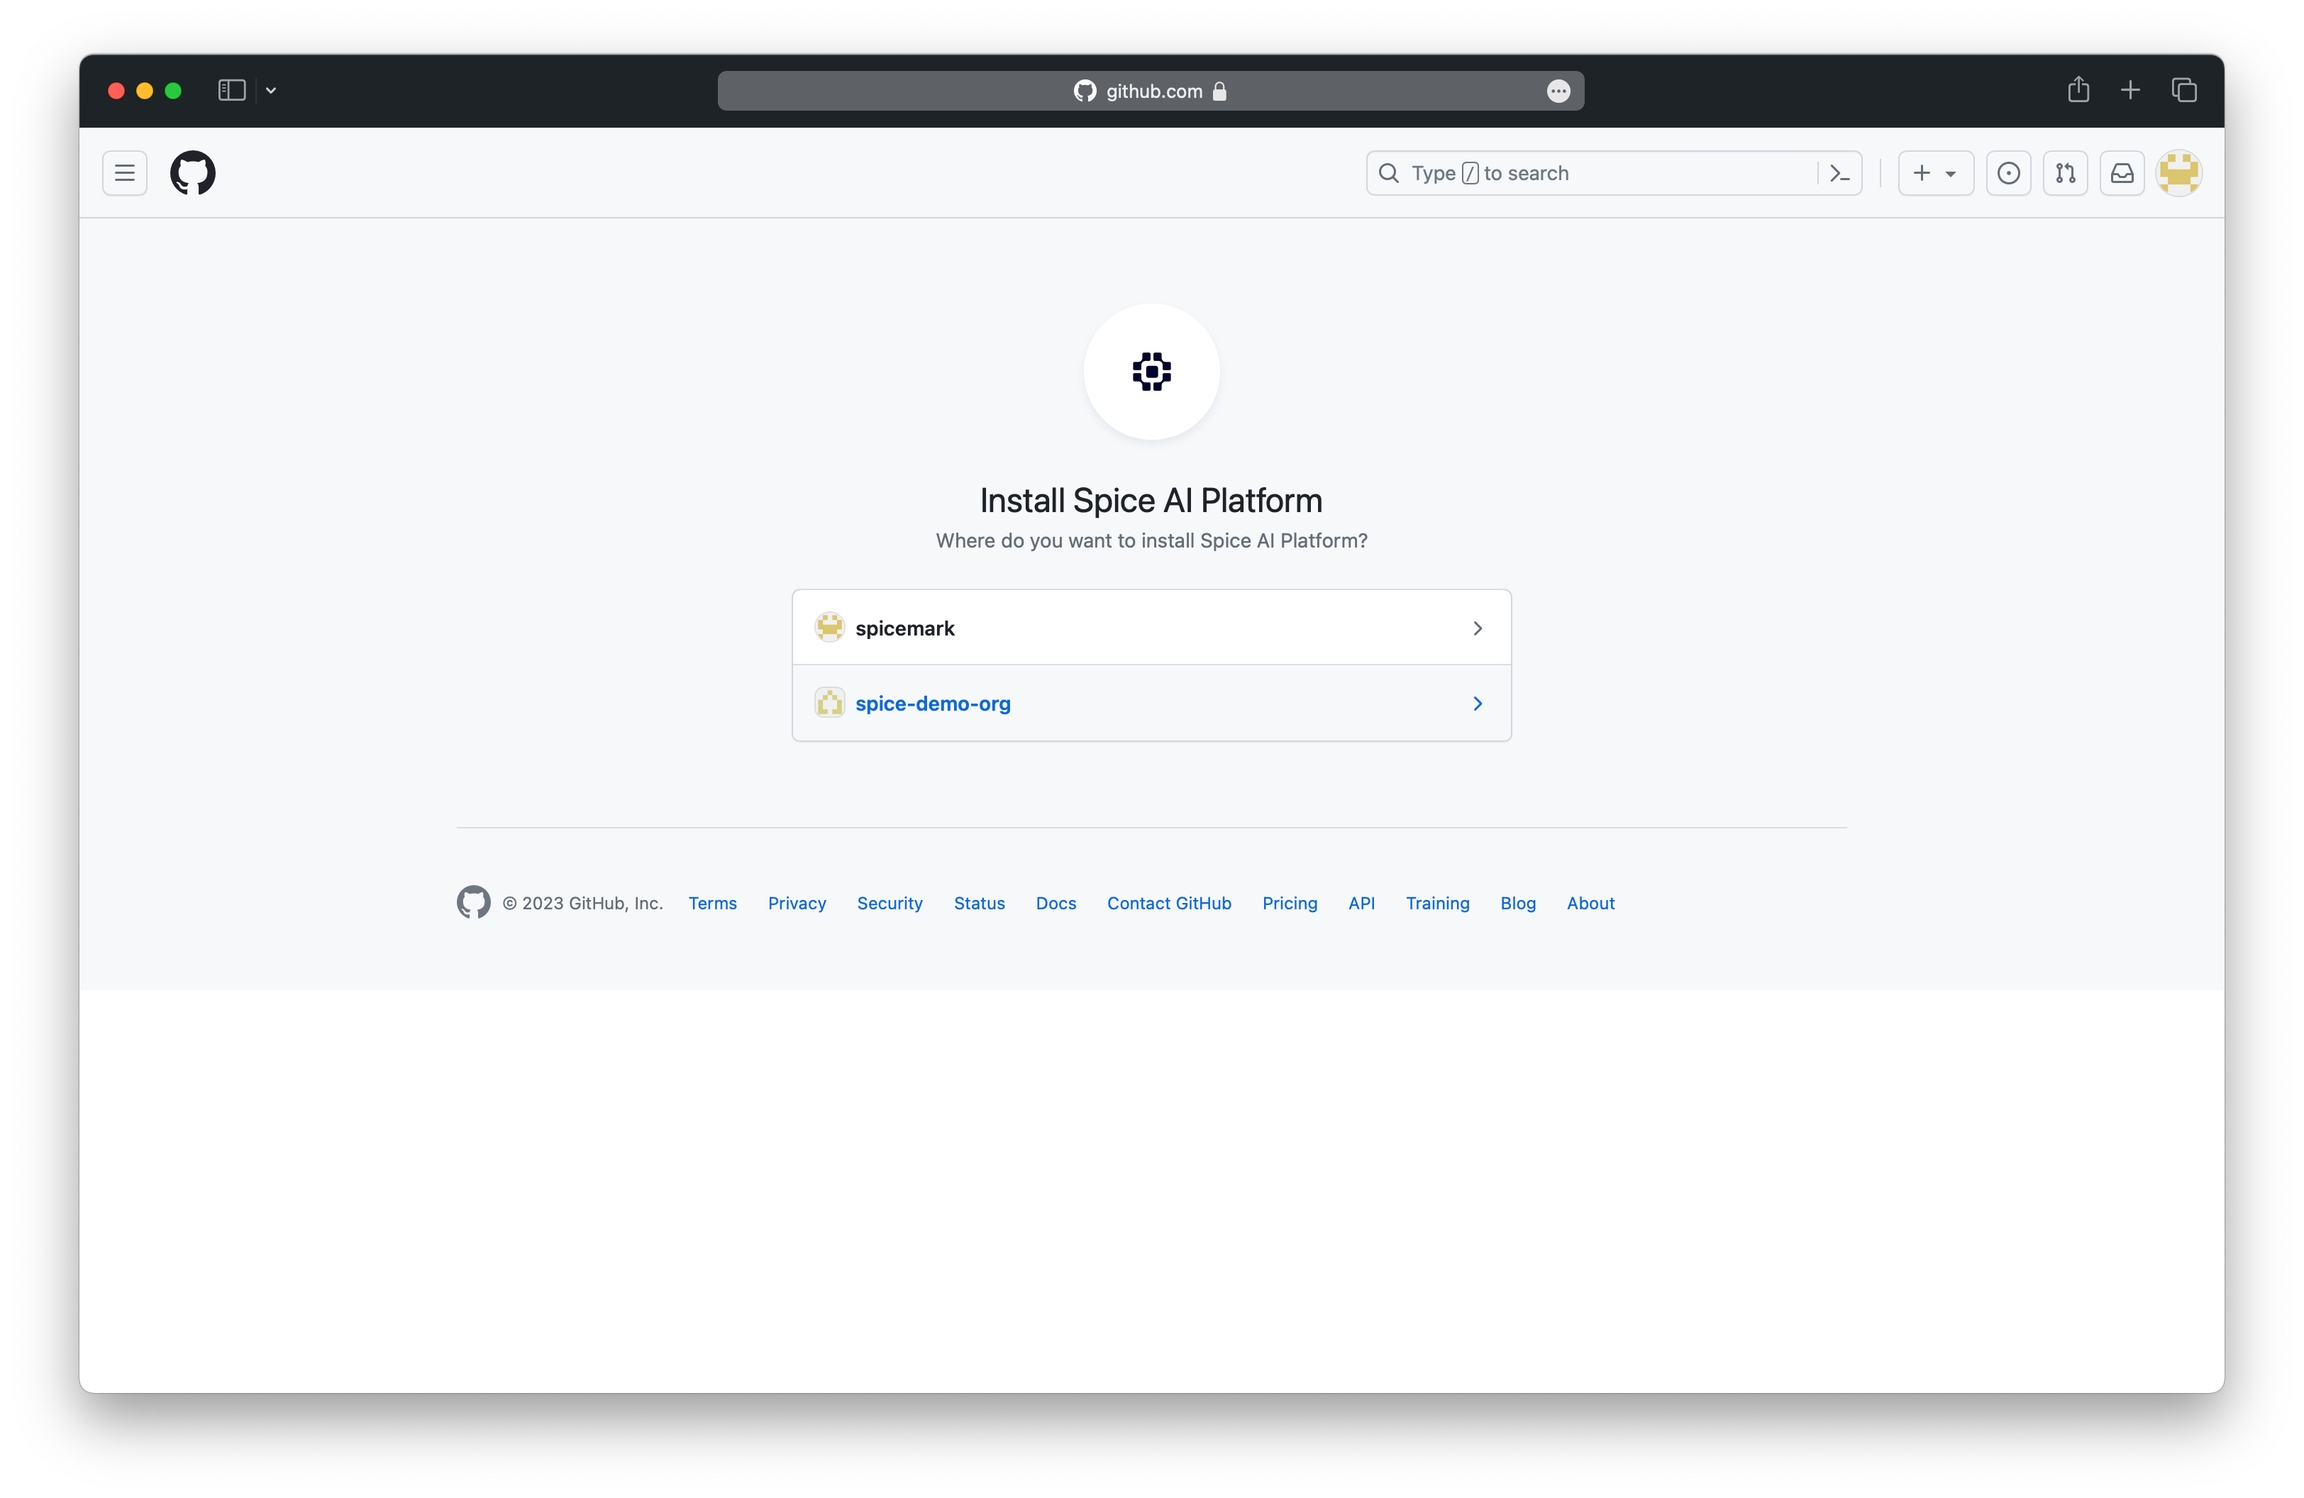 github.com
Type / to search
Install Spice AI Platform
Where do you want to install Spice AI Platform?
spicemark
spice-demo-org
© 2023 GitHub, Inc. Terms Privacy Security Status Docs Contact GitHub Pricing API Training Blog About